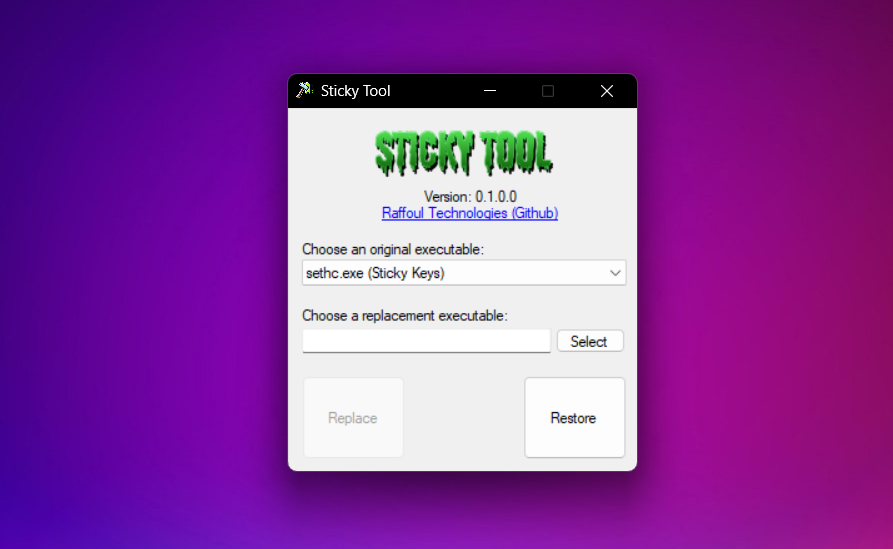 Sticky Tool
STICKY TOOL
Version: 0.1.0.0
Raffoul Technologies (Github)
Choose an original executable:
sethc.exe (Sticky Keys)
Choose a replacement executable:
Select
Replace
Restore